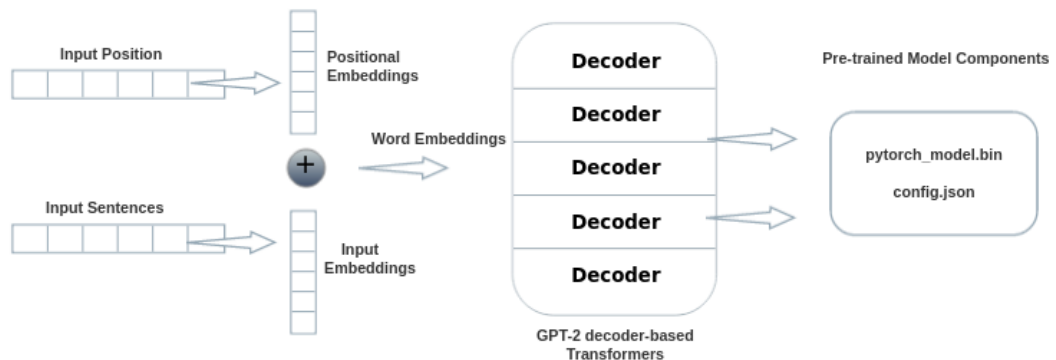 Input Position
Positional
Embeddings
+
Input Sentences
Input
Embeddings
Word Embeddings
Decoder
Decoder
Decoder
Decoder
Decoder
GPT-2 decoder-based
Transformers
Pre-trained Model Components
pytorch_model.bin
config.json